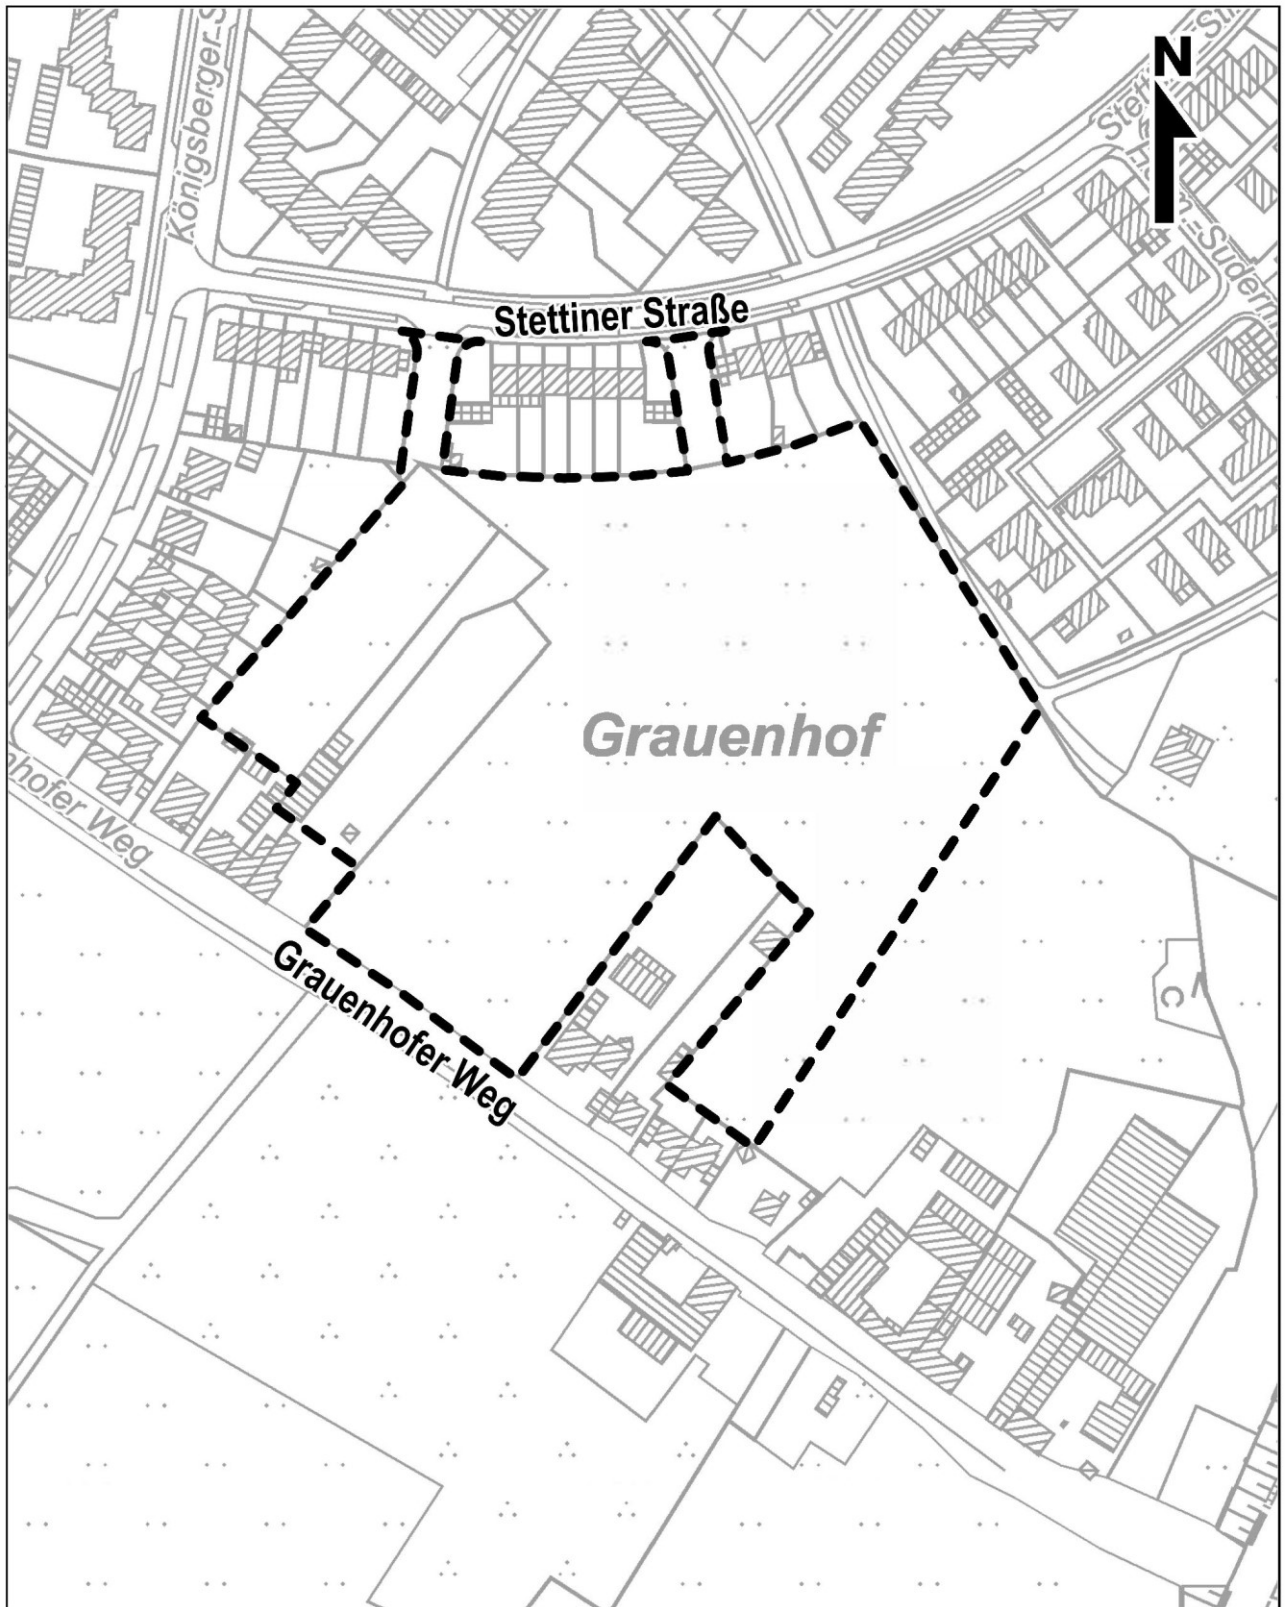 N
Königsberger S
Stettiner Straße
Grauenhof
hofer Weg
Grauenhofer Weg